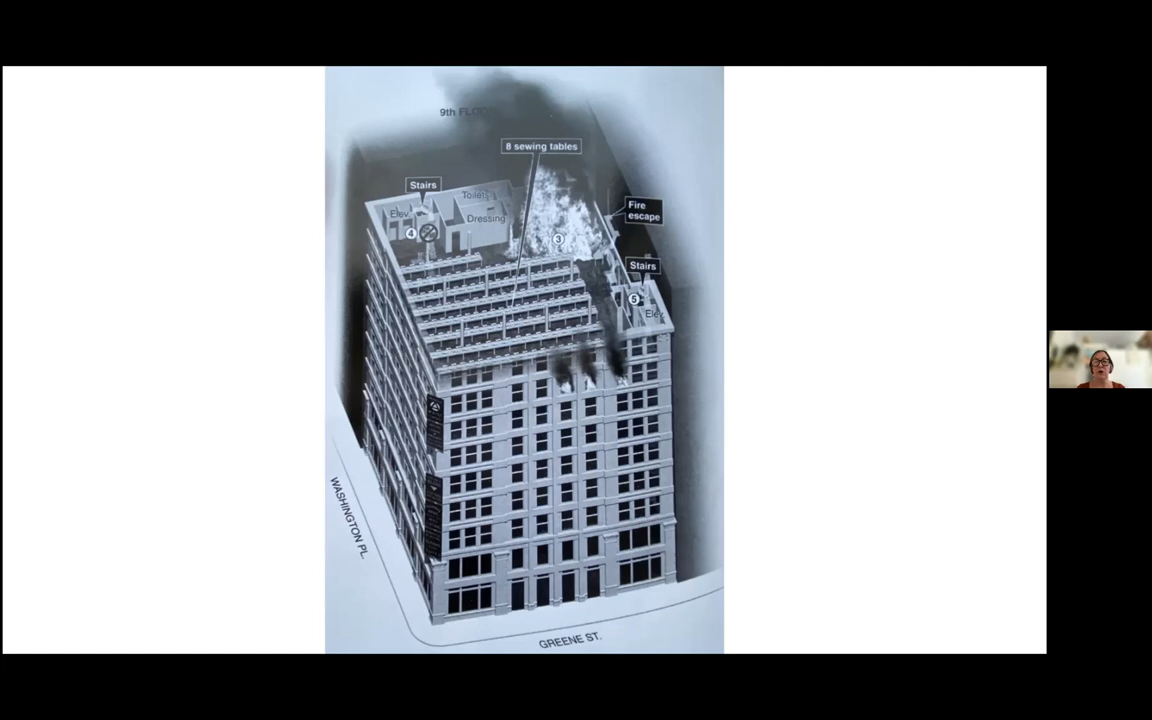 9th FLOOR
8 sewing tables
Stairs
Toilets
Elev.
Dressing
Fire
escape
4
3
Stairs
5
Elev.
WASHINGTON PL.
GREENE ST.